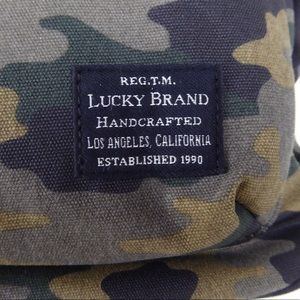 REG.T.M.
LUCKY BRAND
HANDCRAFTED
LOS ANGELES, CALIFORNIA
ESTABLISHED 1990